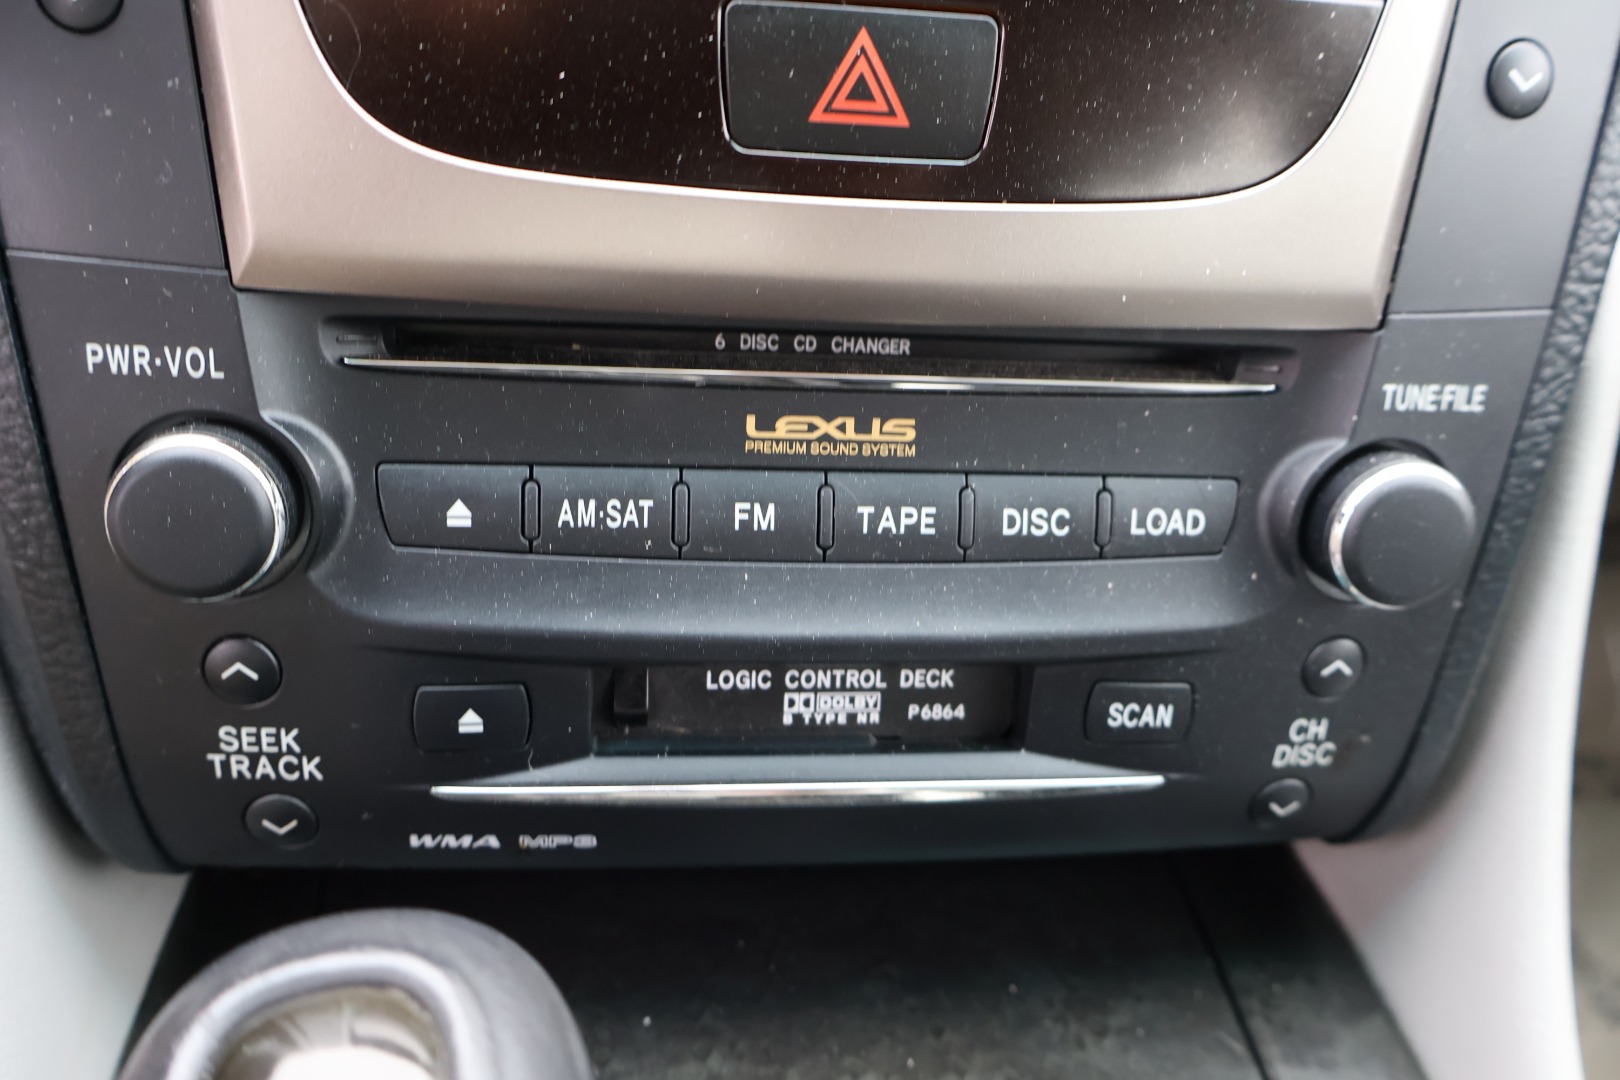 6 DISC CD CHANGER
PWR·VOL
TUNE·FILE
LEXUS
PREMIUM SOUND SYSTEM
AM·SAT
FM
TAPE
DISC
LOAD
LOGIC CONTROL DECK
DOLBY
B TYPE NR
P6864
SCAN
SEEK
TRACK
CH
DISC
WMA MP3